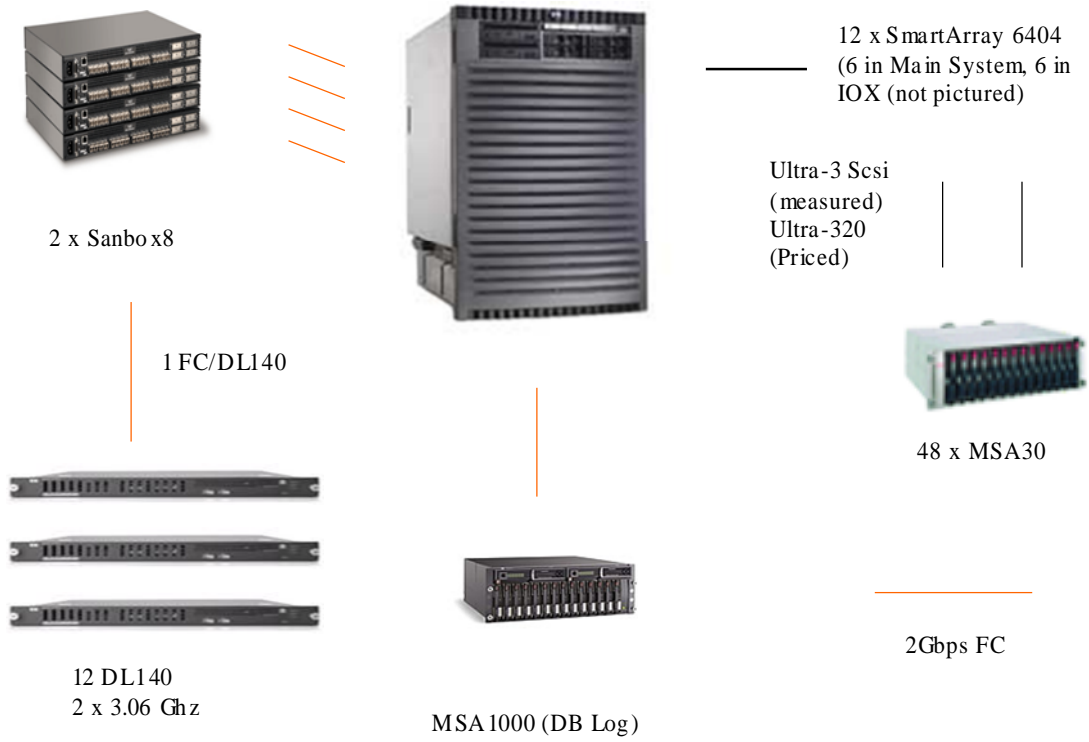 12 x SmartArray 6404
(6 in Main System, 6 in
IOX (not pictured)
Ultra-3 Scsi
(measured)
Ultra-320
(Priced)
2 x Sanbox8
1 FC/DL140
48 x MSA30
2Gbps FC
12 DL140
2 x 3.06 Ghz
MSA1000 (DB Log)